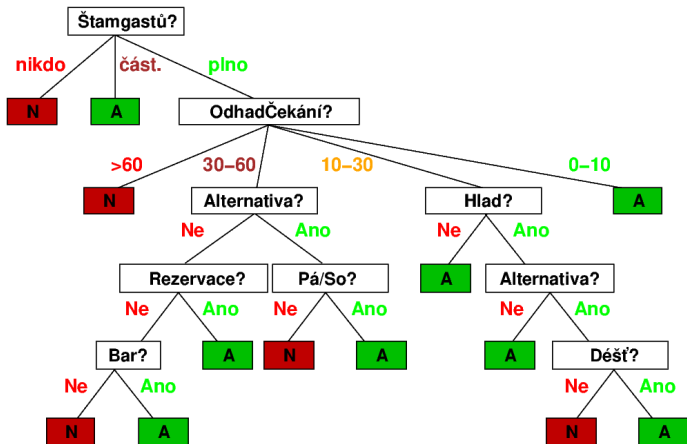 Štamgastů?
nikdo část. plno
N A OdhadČekání?
>60 30–60 10–30 0–10
N Alternativa? Hlad? A
Ne Ano Ne Ano
Rezervace? Pá/So? A Alternativa?
Ne Ano Ne Ano Ne Ano
Bar? A N A A Déšť?
Ne Ano Ne Ano
N A N A